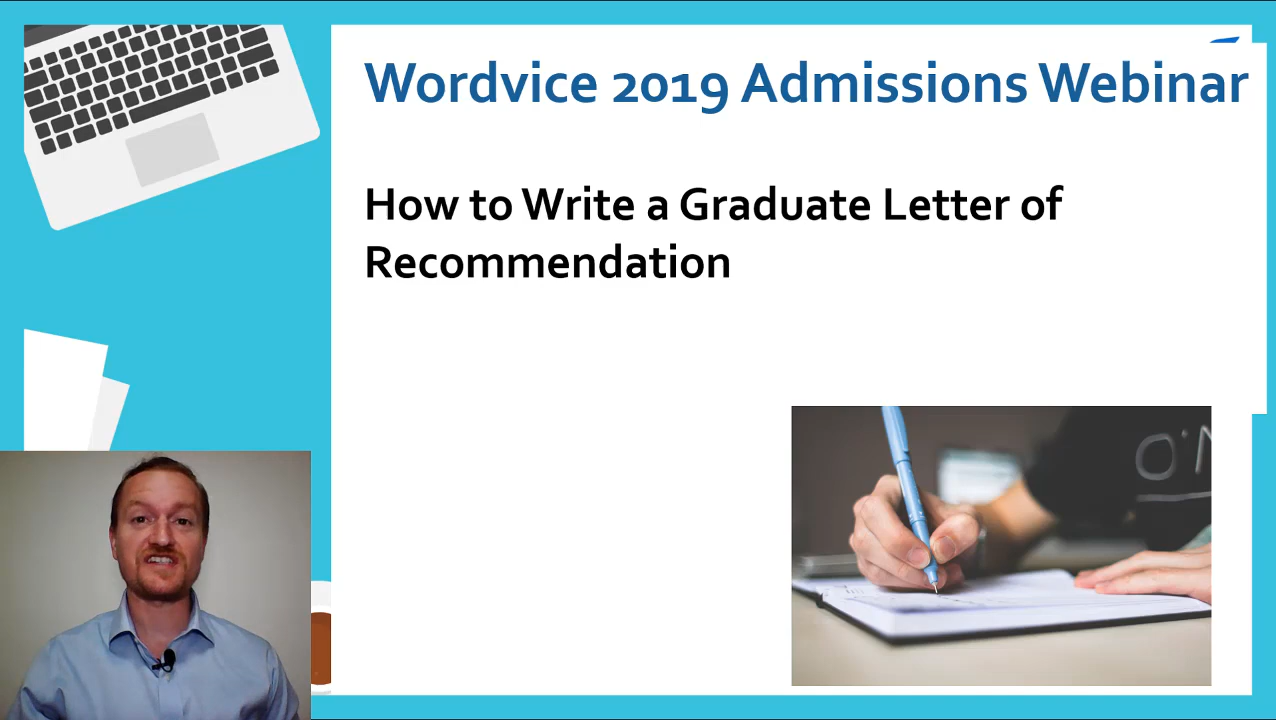 Wordvice 2019 Admissions Webinar
How to Write a Graduate Letter of
Recommendation